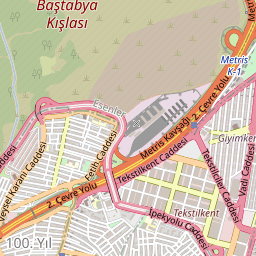 Baştabya
Kışlası
Metris
K-1
Esenler
Metris Kavşağı
2. Çevre Yolu
Giyimkent
Fetih Caddesi
Tekstilkent Caddesi
Tekstilciler Caddesi
Vadi Caddesi
Veysel Karani Caddesi
2. Çevre Yolu
İpekyolu Caddesi
Tekstilkent
100. Yıl